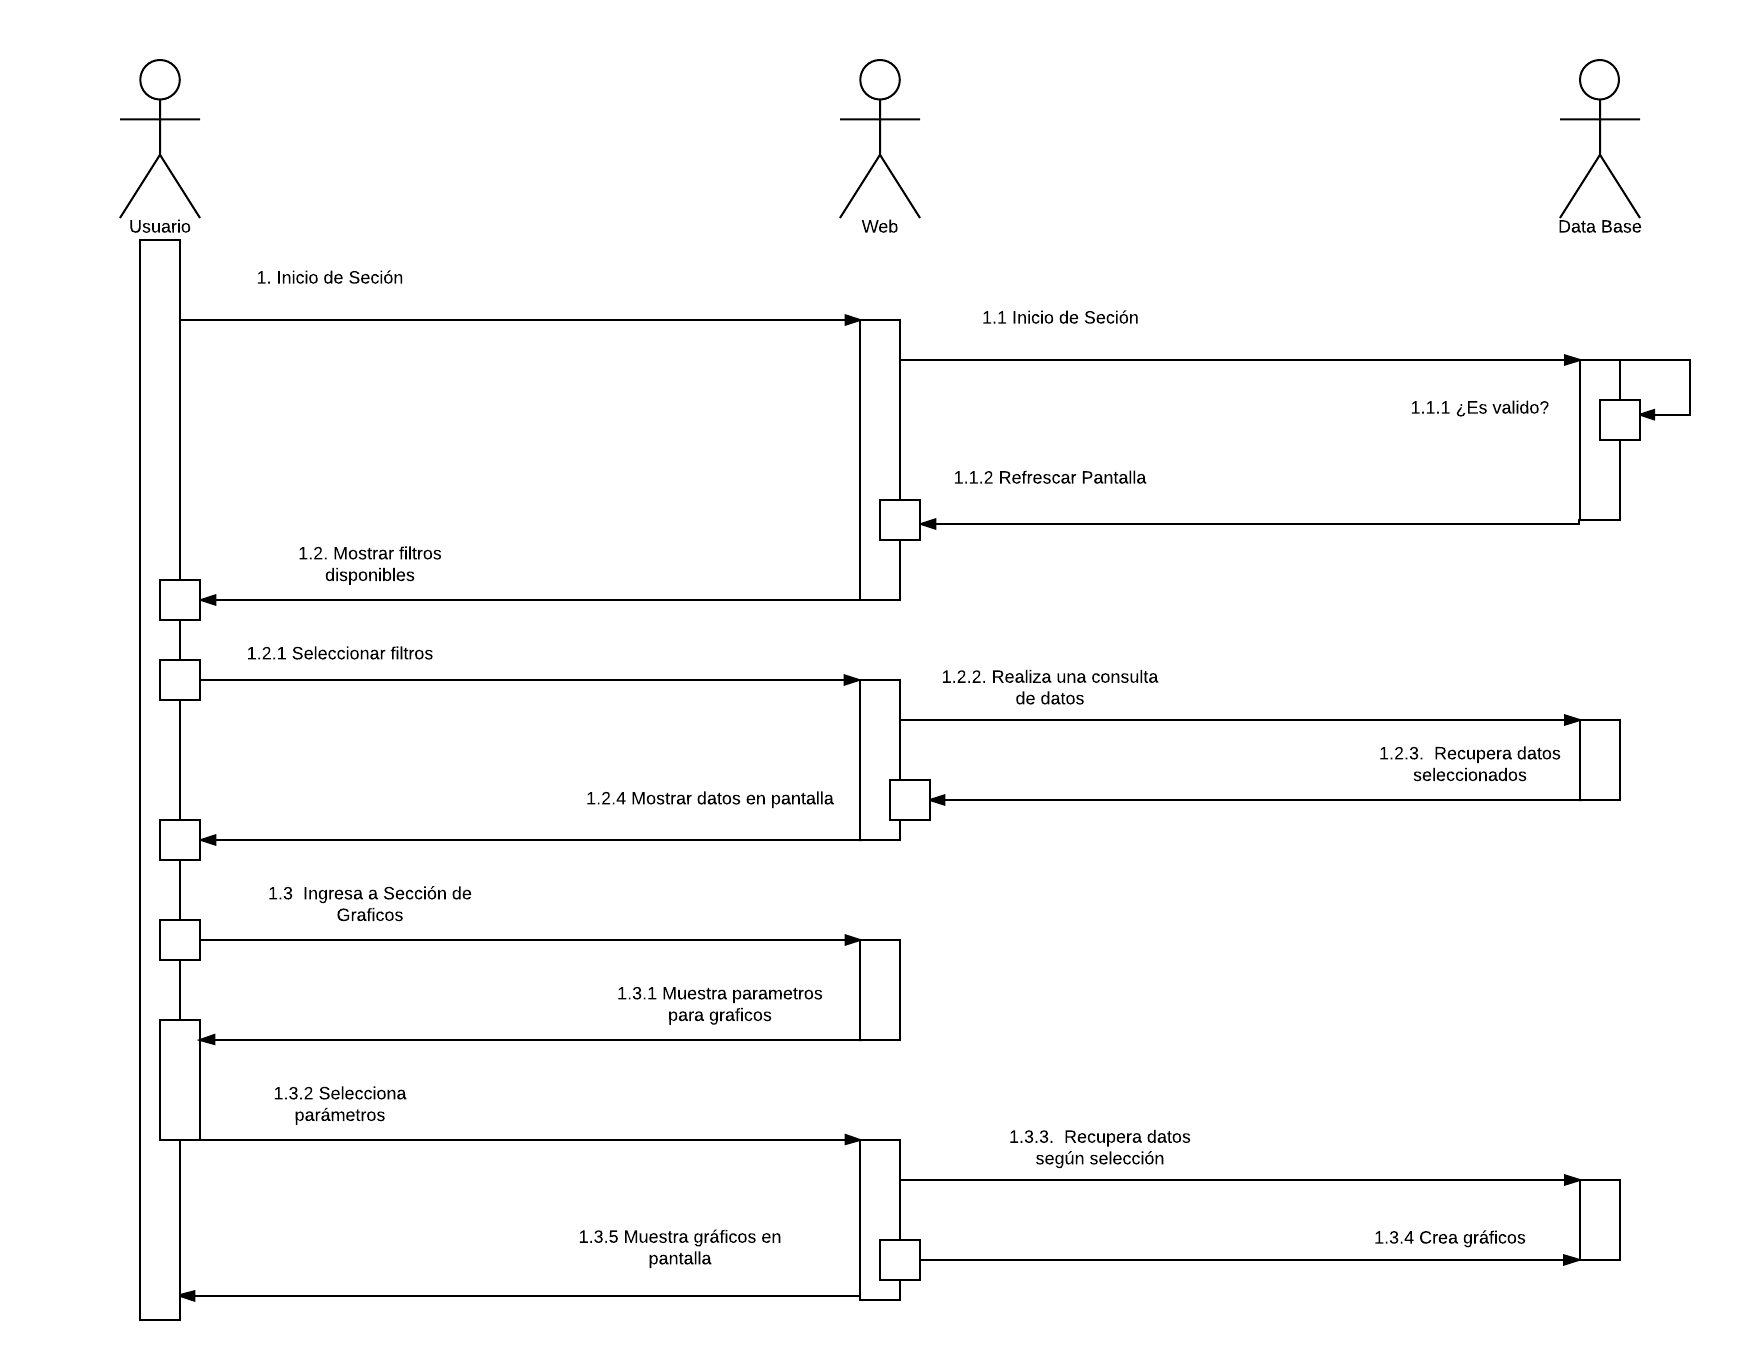 Usuario
Web
Data Base
1. Inicio de Seción
1.1 Inicio de Seción
1.1.1 ¿Es valido?
1.1.2 Refrescar Pantalla
1.2. Mostrar filtros
disponibles
1.2.1 Seleccionar filtros
1.2.2. Realiza una consulta
de datos
1.2.3.  Recupera datos
seleccionados
1.2.4 Mostrar datos en pantalla
1.3  Ingresa a Sección de
Graficos
1.3.1 Muestra parametros
para graficos
1.3.2 Selecciona
parámetros
1.3.3.  Recupera datos
según selección
1.3.4 Crea gráficos
1.3.5 Muestra gráficos en
pantalla